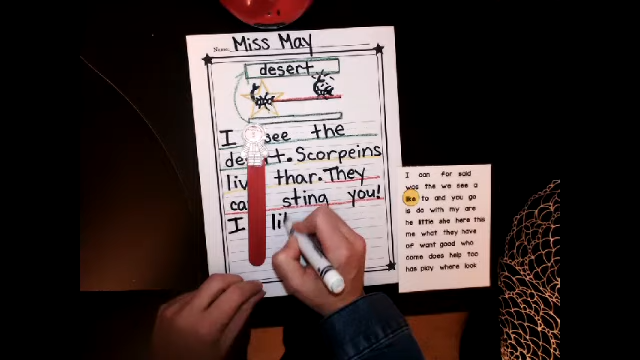 Name: Miss May
desert
I see the
desert. Scorpeins
liv thar. They
can sting you!
I lik
I can for said
was the we see a
like to and you go
is do with my are
he little she here this
me what they have
of want good who
come does help too
has play where look